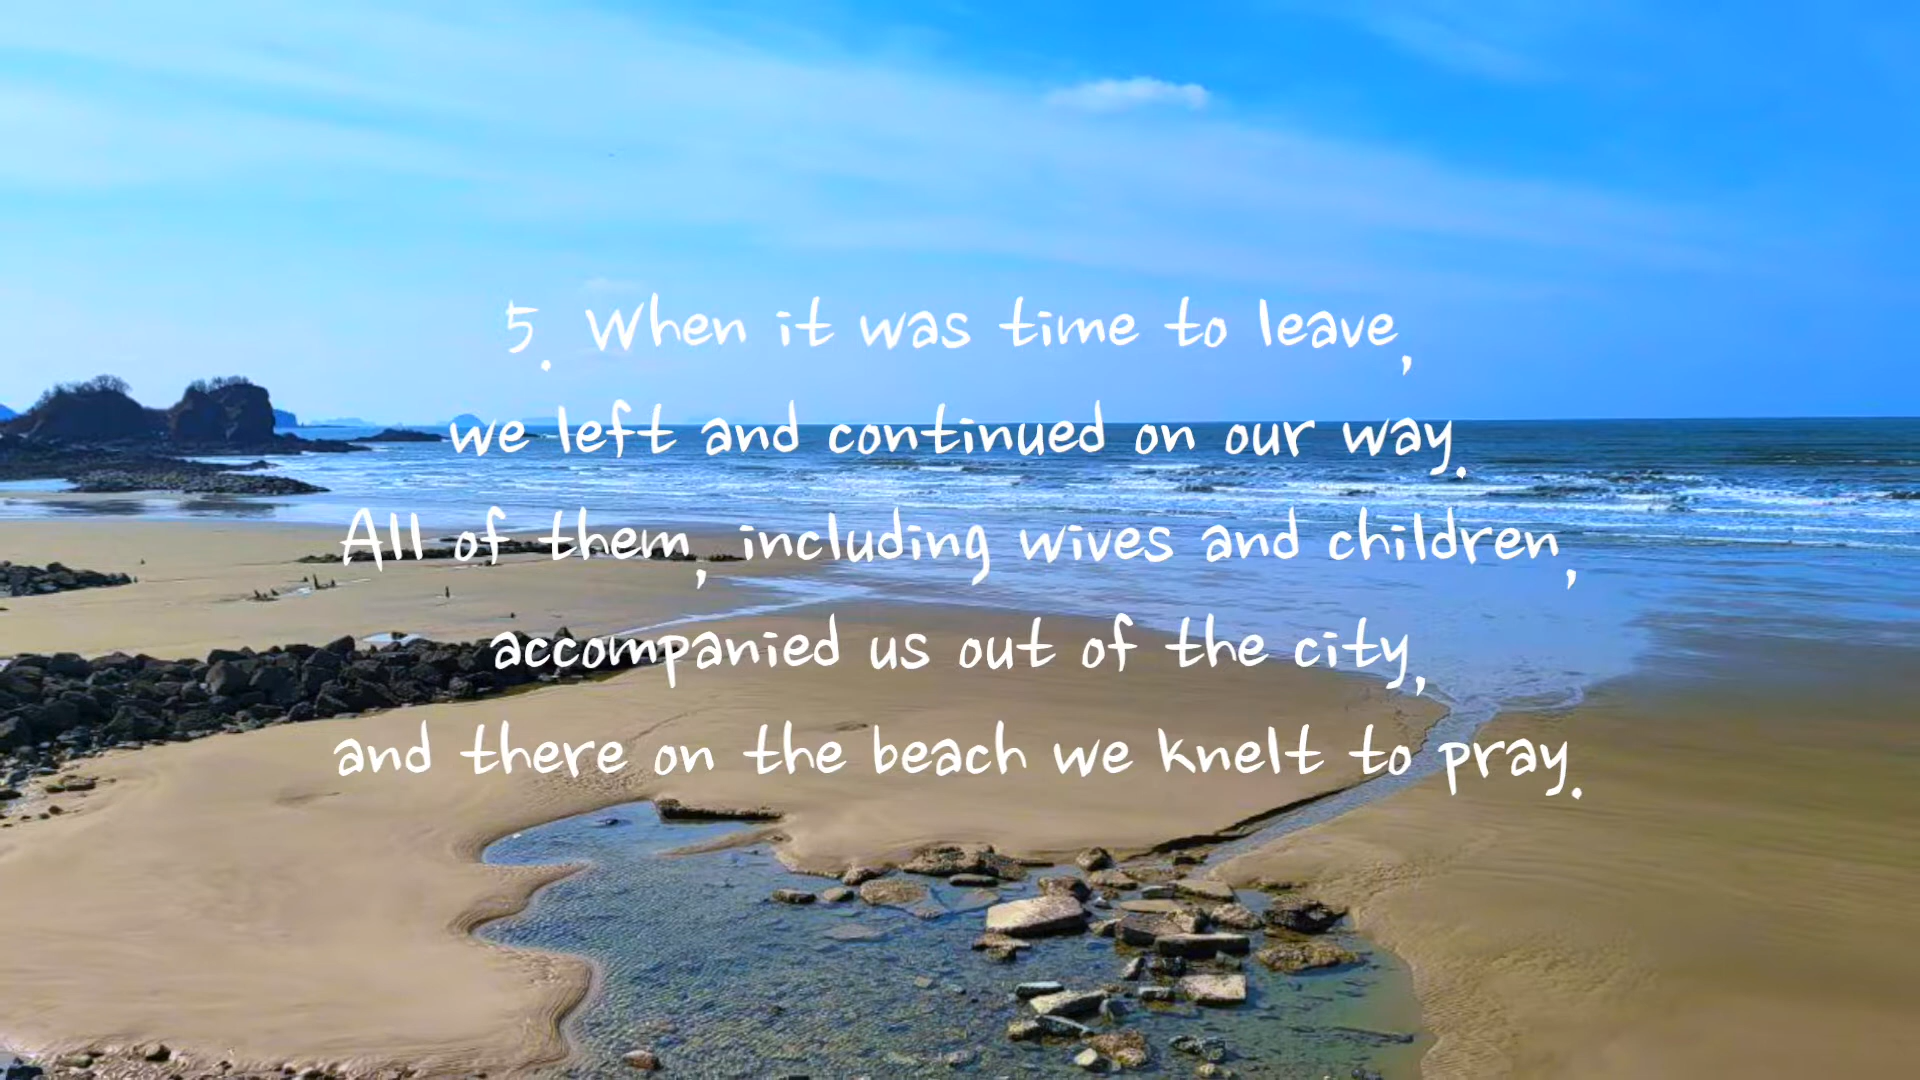 5. When it was time to leave,
we left and continued on our way.
All of them, including wives and children,
accompanied us out of the city,
and there on the beach we knelt to pray.